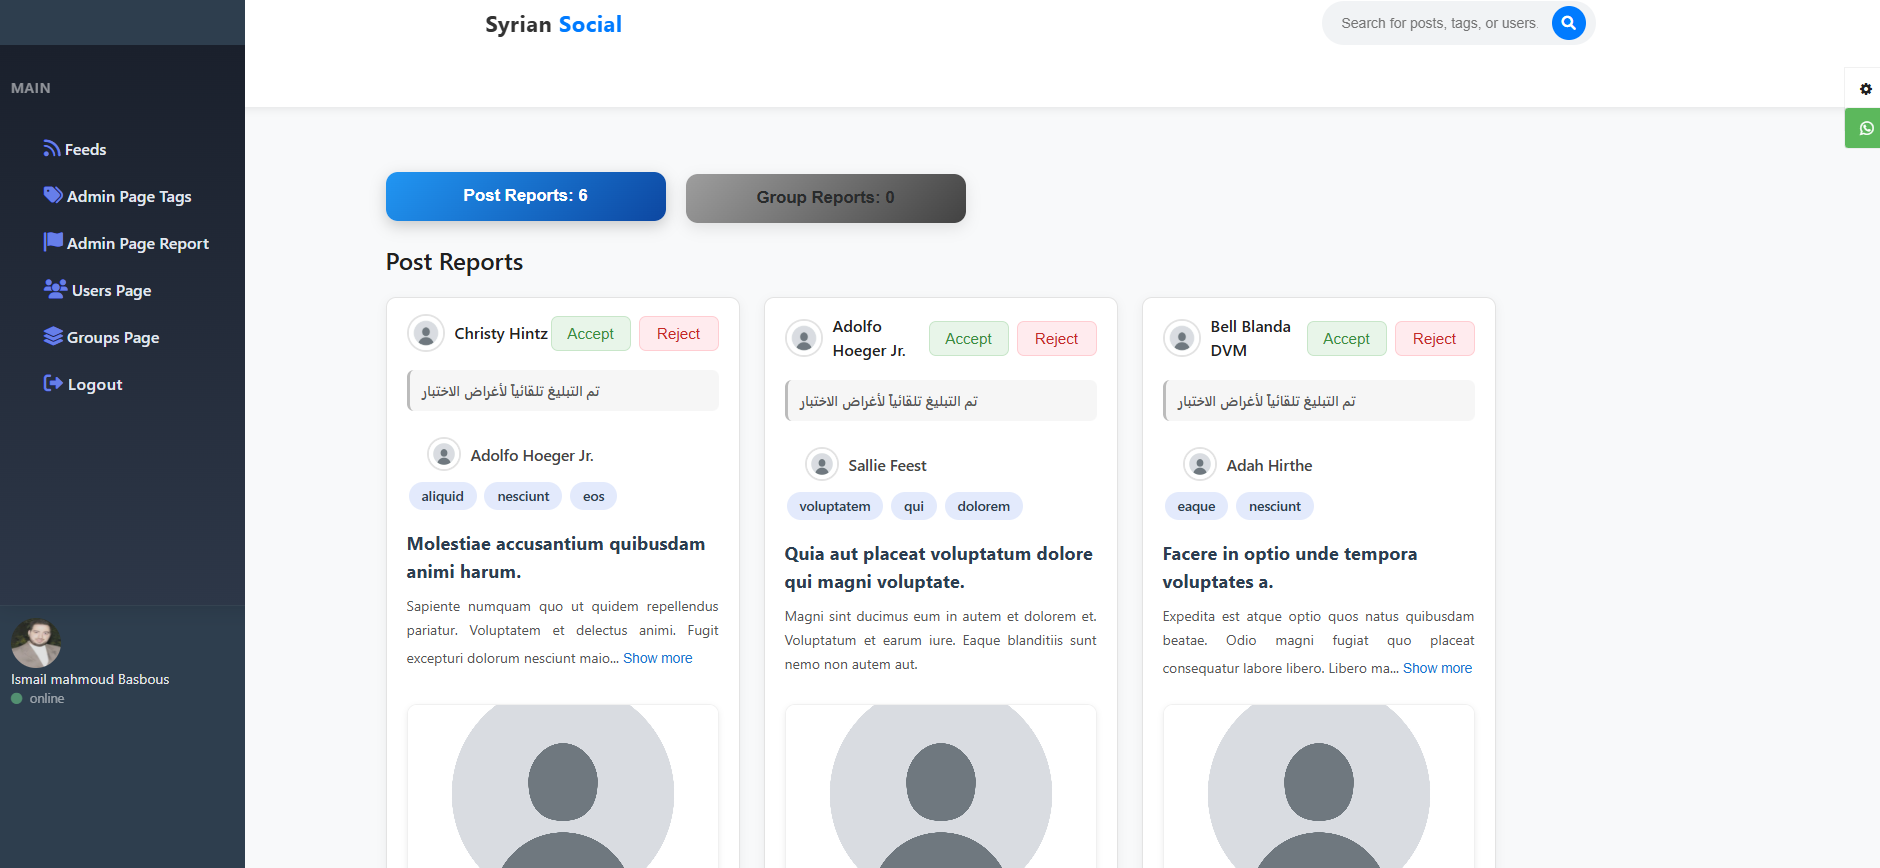 Syrian Social
Search for posts, tags, or users.
MAIN
Feeds
Admin Page Tags
Admin Page Report
Users Page
Groups Page
Logout
Ismail mahmoud Basbous
online
Post Reports: 6
Group Reports: 0
Post Reports
Christy Hintz
Accept
Reject
تم التبليغ تلقائياً لأغراض الاختبار
Adolfo Hoeger Jr.
aliquid nesciunt eos
Molestiae accusantium quibusdam
animi harum.
Sapiente numquam quo ut quidem repellendus
pariatur. Voluptatem et delectus animi. Fugit
excepturi dolorum nesciunt maio... Show more
Adolfo
Hoeger Jr.
Accept
Reject
تم التبليغ تلقائياً لأغراض الاختبار
Sallie Feest
voluptatem qui dolorem
Quia aut placeat voluptatum dolore
qui magni voluptate.
Magni sint ducimus eum in autem et dolorem et.
Voluptatum et earum iure. Eaque blanditiis sunt
nemo non autem aut.
Bell Blanda
DVM
Accept
Reject
تم التبليغ تلقائياً لأغراض الاختبار
Adah Hirthe
eaque nesciunt
Facere in optio unde tempora
voluptates a.
Expedita est atque optio quos natus quibusdam
beatae. Odio magni fugiat quo placeat
consequatur labore libero. Libero ma... Show more